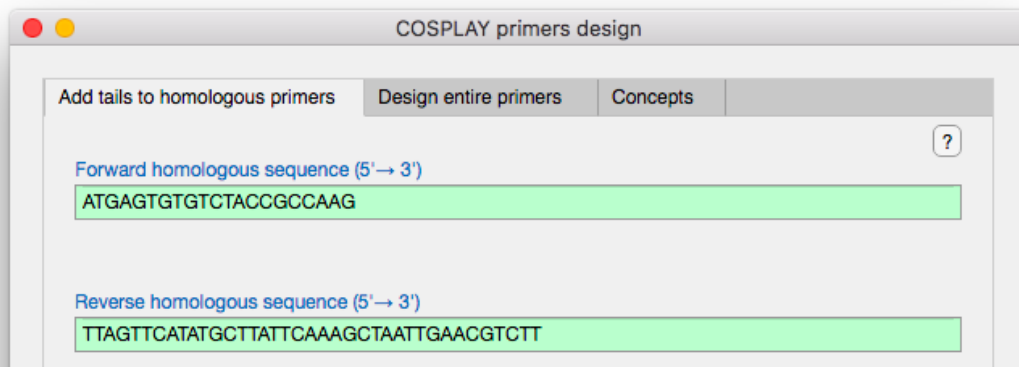 COSPLAY primers design
Add tails to homologous primers Design entire primers Concepts
?
Forward homologous sequence (5'→ 3')
ATGAGTGTGTCTACCGCCAAG
Reverse homologous sequence (5'→ 3')
TTAGTTCATATGCTTATTCAAAGCTAATTGAACGTCTT